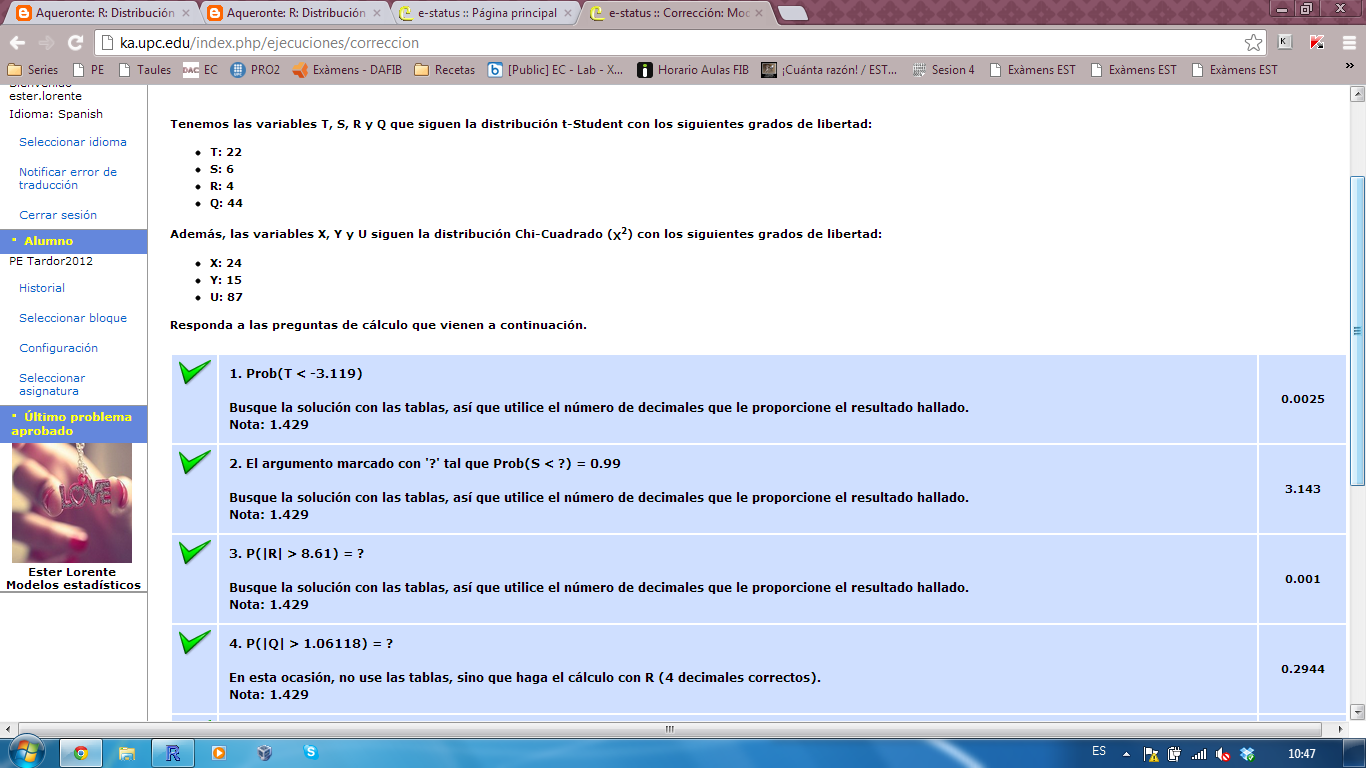 Aqueronte: R: Distribución
Aqueronte: R: Distribución
e-status :: Página principal
e-status :: Corrección: Mod
ka.upc.edu/index.php/ejecuciones/correccion
Series
PE
Taules
DAC EC
PRO2
Exàmens - DAFIB
Recetas
[Public] EC - Lab - X...
Horario Aulas FIB
¡Cuánta razón! / EST...
Sesion 4
Exàmens EST
Exàmens EST
Exàmens EST
»
Bienvenido
ester.lorente
Idioma: Spanish
Seleccionar idioma
Notificar error de
traducción
Cerrar sesión
Alumno
PE Tardor2012
Historial
Seleccionar bloque
Configuración
Seleccionar
asignatura
Último problema
aprobado
LOVE
Ester Lorente
Modelos estadísticos
Tenemos las variables T, S, R y Q que siguen la distribución t-Student con los siguientes grados de libertad:
• T: 22
• S: 6
• R: 4
• Q: 44
Además, las variables X, Y y U siguen la distribución Chi-Cuadrado (χ²) con los siguientes grados de libertad:
• X: 24
• Y: 15
• U: 87
Responda a las preguntas de cálculo que vienen a continuación.
1. Prob(T < -3.119)
Busque la solución con las tablas, así que utilice el número de decimales que le proporcione el resultado hallado.
Nota: 1.429
0.0025
2. El argumento marcado con '?' tal que Prob(S < ?) = 0.99
Busque la solución con las tablas, así que utilice el número de decimales que le proporcione el resultado hallado.
Nota: 1.429
3.143
3. P(|R| > 8.61) = ?
Busque la solución con las tablas, así que utilice el número de decimales que le proporcione el resultado hallado.
Nota: 1.429
0.001
4. P(|Q| > 1.06118) = ?
En esta ocasión, no use las tablas, sino que haga el cálculo con R (4 decimales correctos).
Nota: 1.429
0.2944
ES
10:47